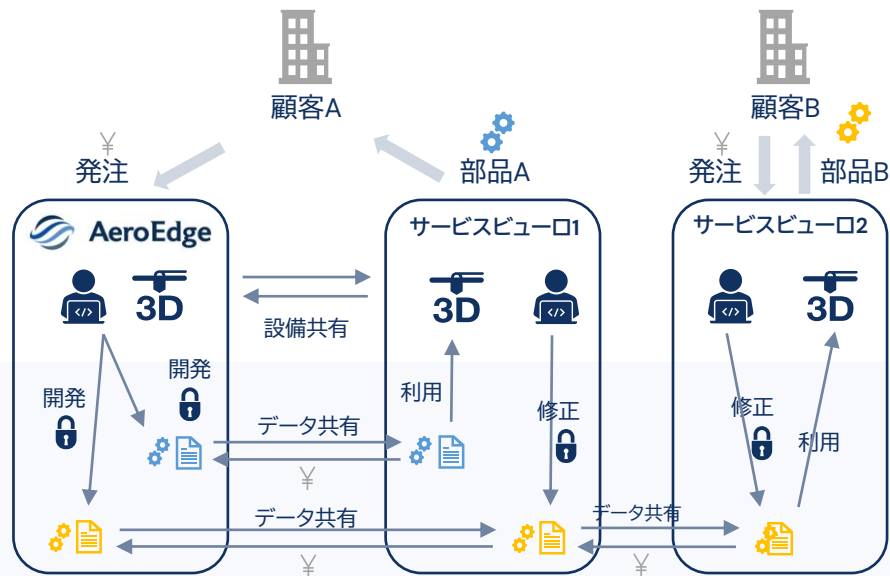 顧客A
顧客B
¥
発注
部品A
¥
発注
部品B
AeroEdge
サービスビューロ1
サービスビューロ2
</>
3D
設備共有
3D
</>
</>
3D
開発
開発
利用
修正
修正
利用
データ共有
¥
データ共有
¥
データ共有
¥